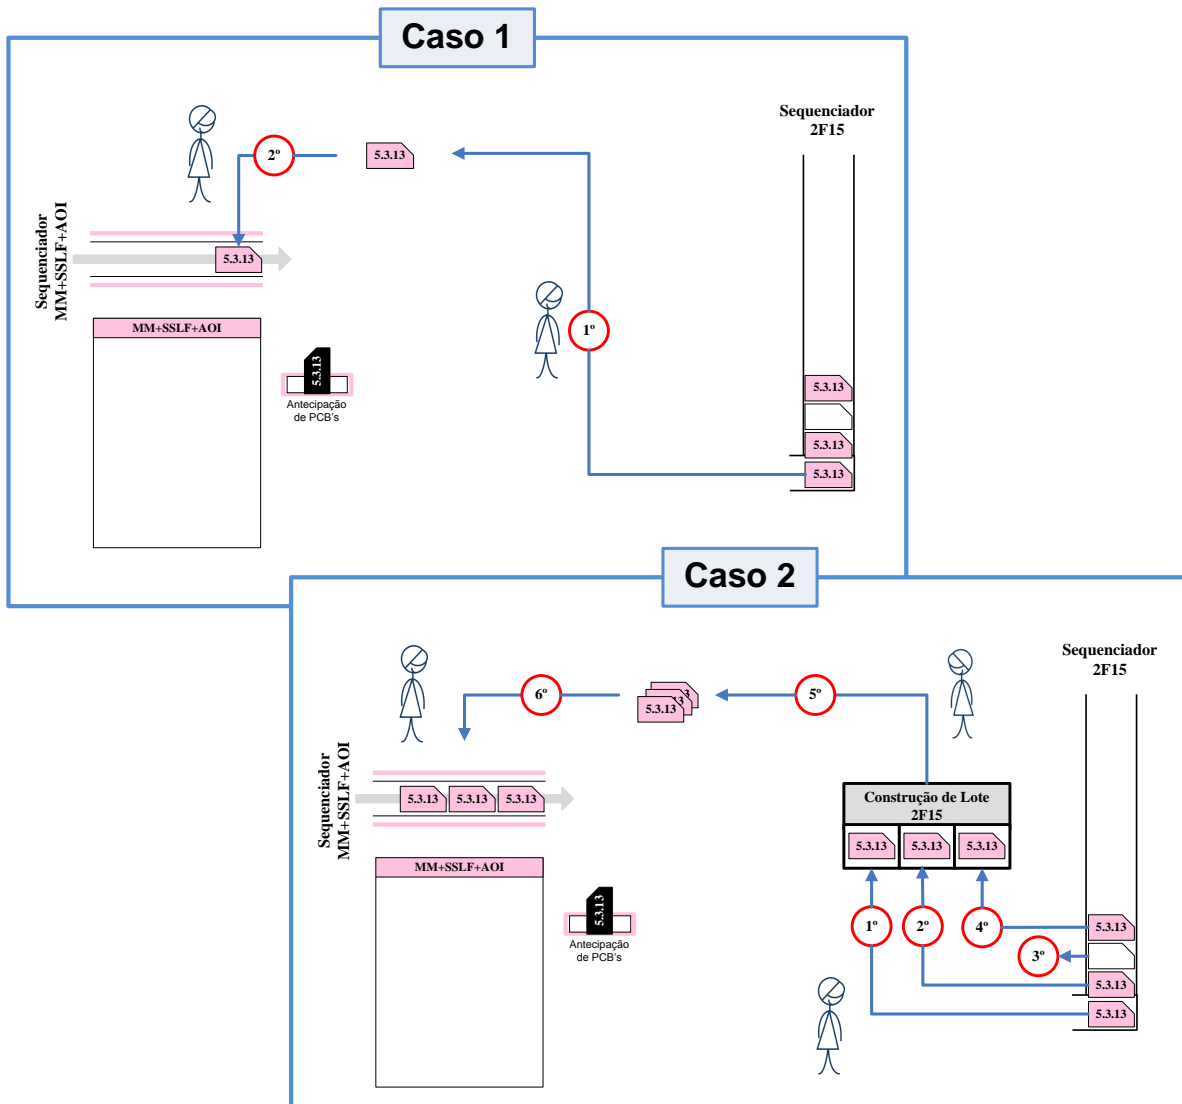 Caso 1
Sequenciador
2F15
2º
5.3.13
Sequenciador
MM+SSLF+AOI
5.3.13
1º
MM+SSLF+AOI
5.3.13
Antecipação
de PCB's
5.3.13
5.3.13
5.3.13
Caso 2
Sequenciador
2F15
6º
5.3.13
5º
Sequenciador
MM+SSLF+AOI
5.3.13 5.3.13 5.3.13
Construção de Lote
2F15
5.3.13 5.3.13 5.3.13
MM+SSLF+AOI
5.3.13
Antecipação
de PCB's
1º 2º 4º 5.3.13
3º
5.3.13
5.3.13